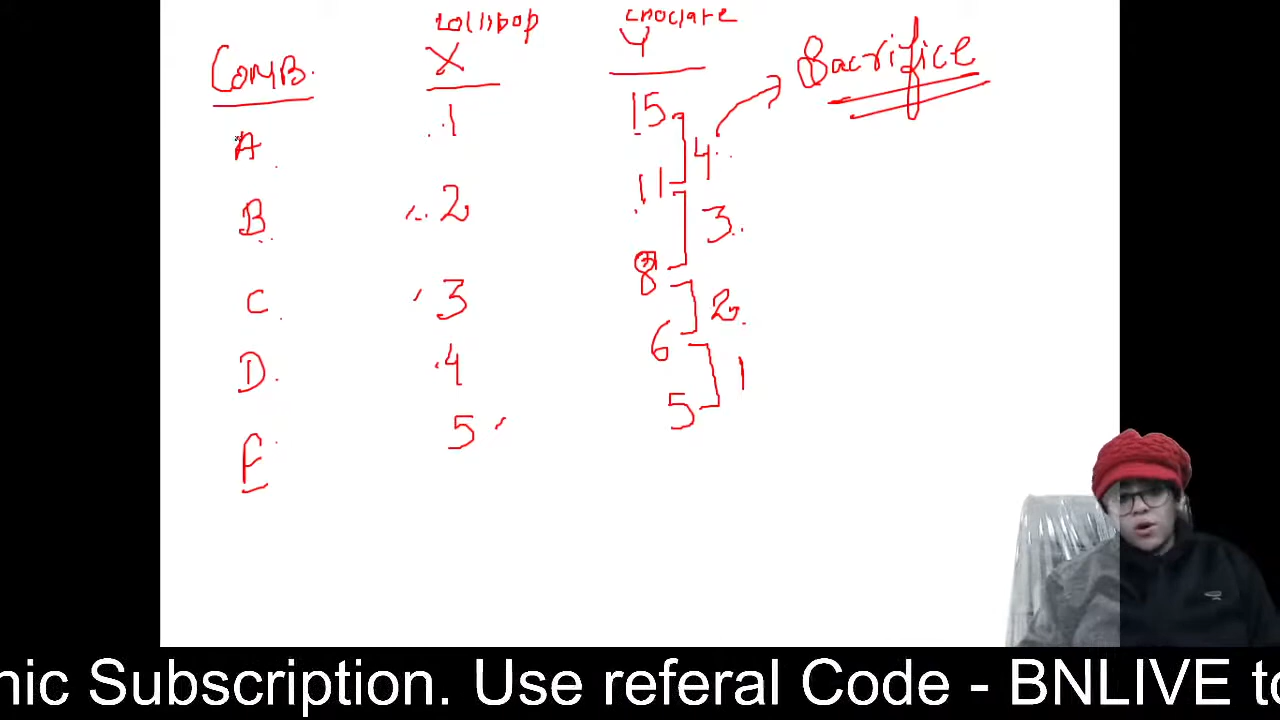 lollipop choclate
COMB. X Y Sacrifice
A 1 15
4
B 2 11
3
C 3 8
2
D 4 6
1
E 5 5
nic Subscription. Use referal Code - BNLIVE to